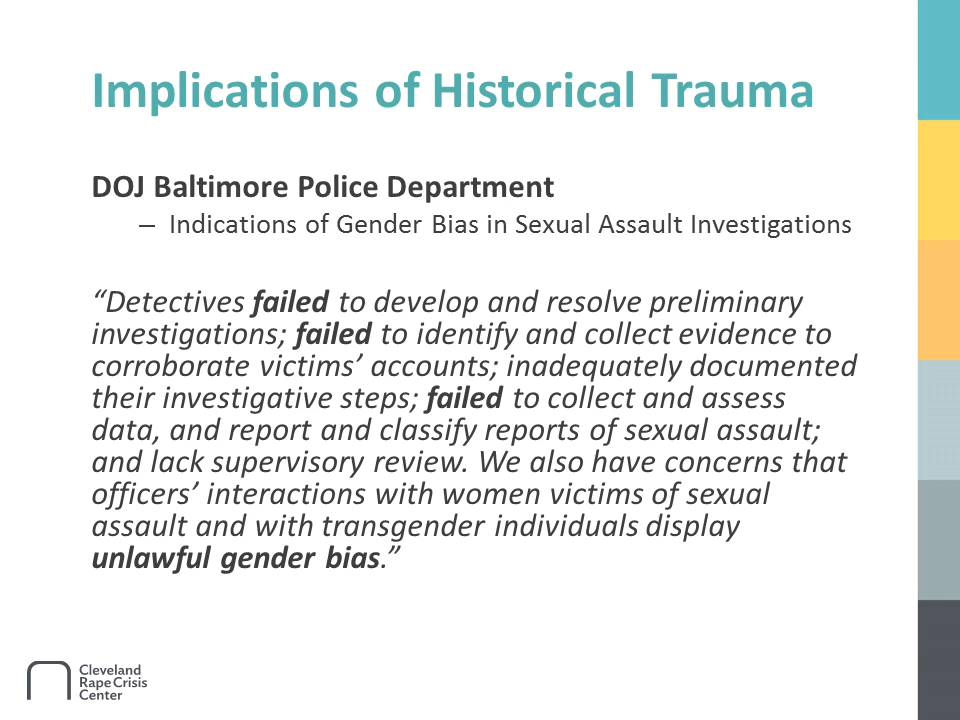 Implications of Historical Trauma
DOJ Baltimore Police Department
– Indications of Gender Bias in Sexual Assault Investigations
“Detectives failed to develop and resolve preliminary
investigations; failed to identify and collect evidence to
corroborate victims’ accounts; inadequately documented
their investigative steps; failed to collect and assess
data, and report and classify reports of sexual assault;
and lack supervisory review. We also have concerns that
officers’ interactions with women victims of sexual
assault and with transgender individuals display
unlawful gender bias.”
Cleveland
Rape Crisis
Center